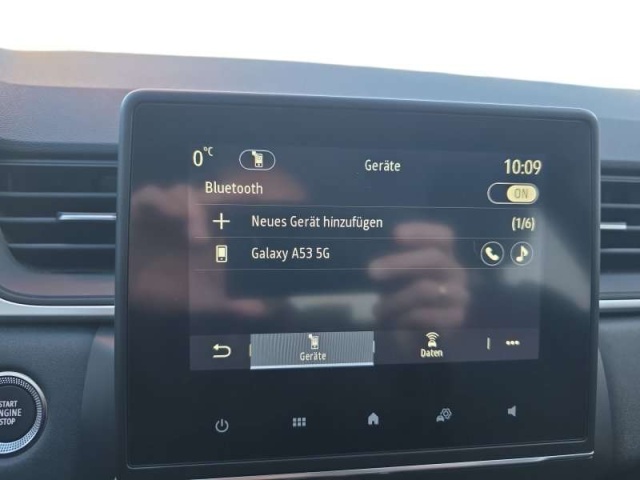 0°C Geräte 10:09
Bluetooth ON
Neues Gerät hinzufügen (1/6)
Galaxy A53 5G
Geräte Daten
START
ENGINE
STOP